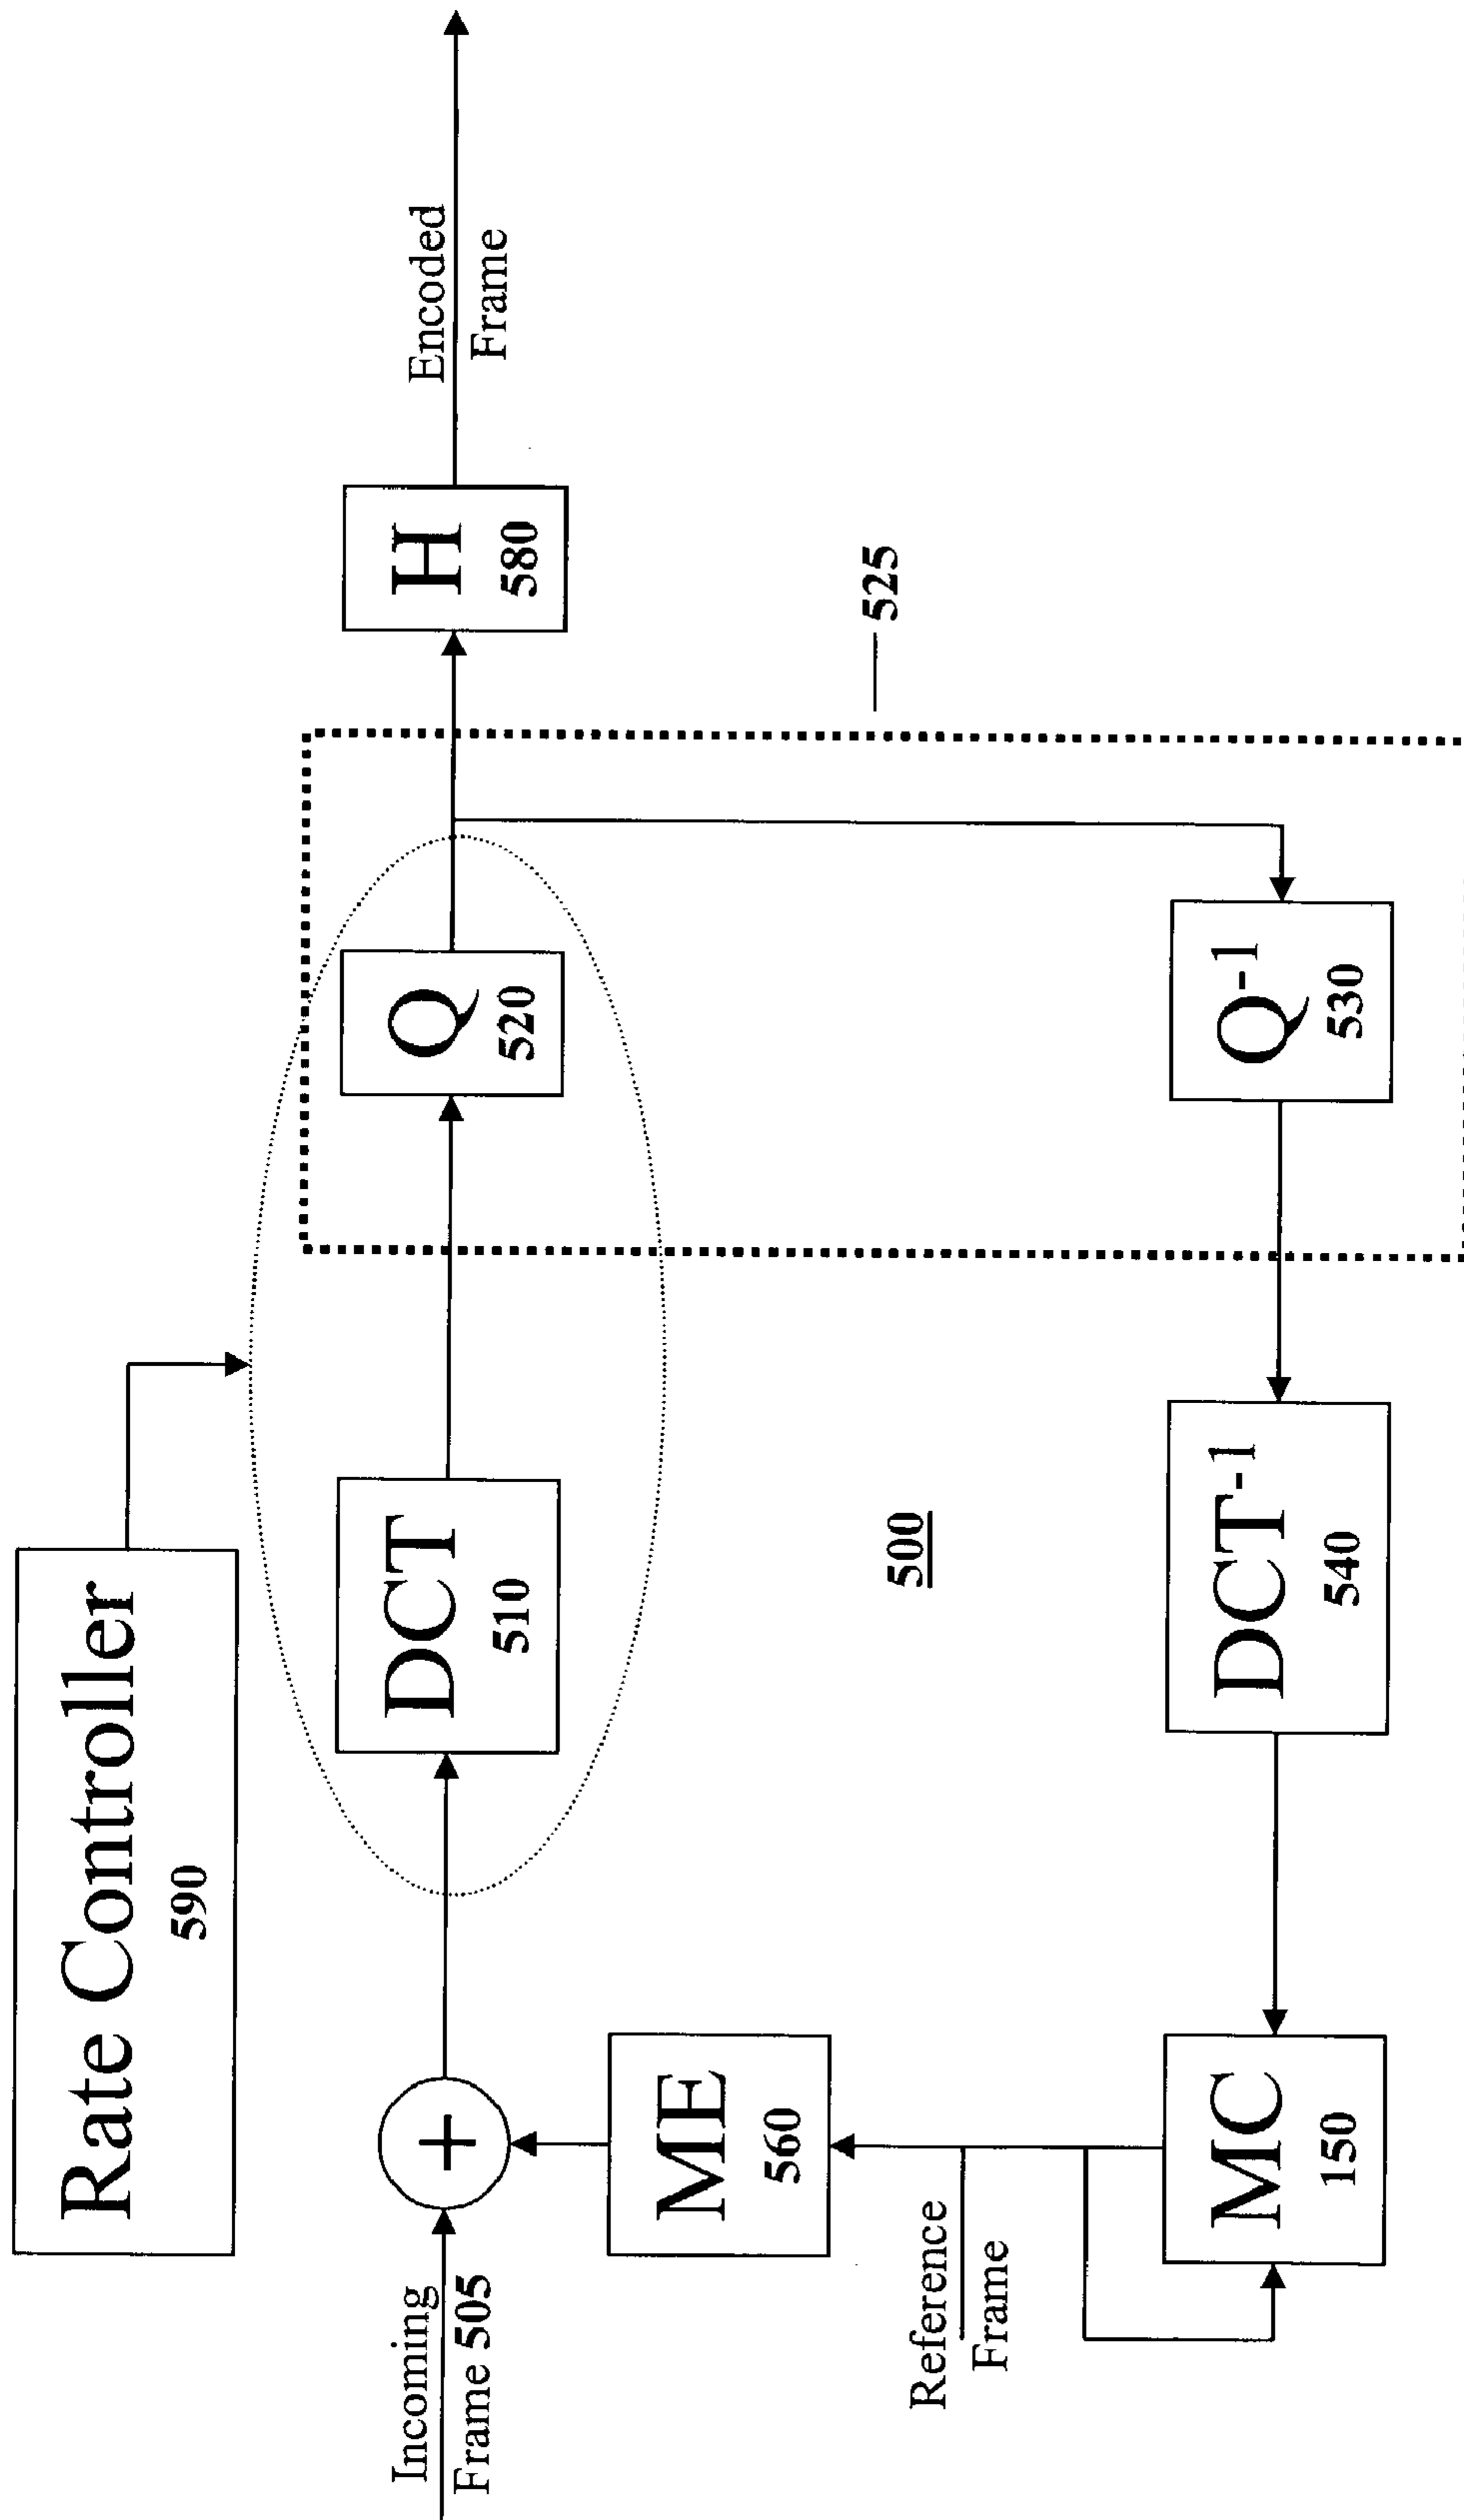 Rate Controller
590
Incoming
Frame 505
+
DCT
510
Q
520
H
580
Encoded
Frame
525
ME
560
500
Reference
Frame
MC
150
DCT-1
540
Q-1
530